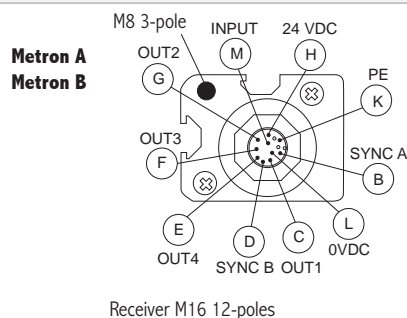 M8 3-pole
INPUT
24 VDC
Metron A
Metron B
OUT2
M
H
G
PE
K
OUT3
F
SYNC A
B
E
OUT4
D
SYNC B
C
OUT1
L
0VDC
Receiver M16 12-poles